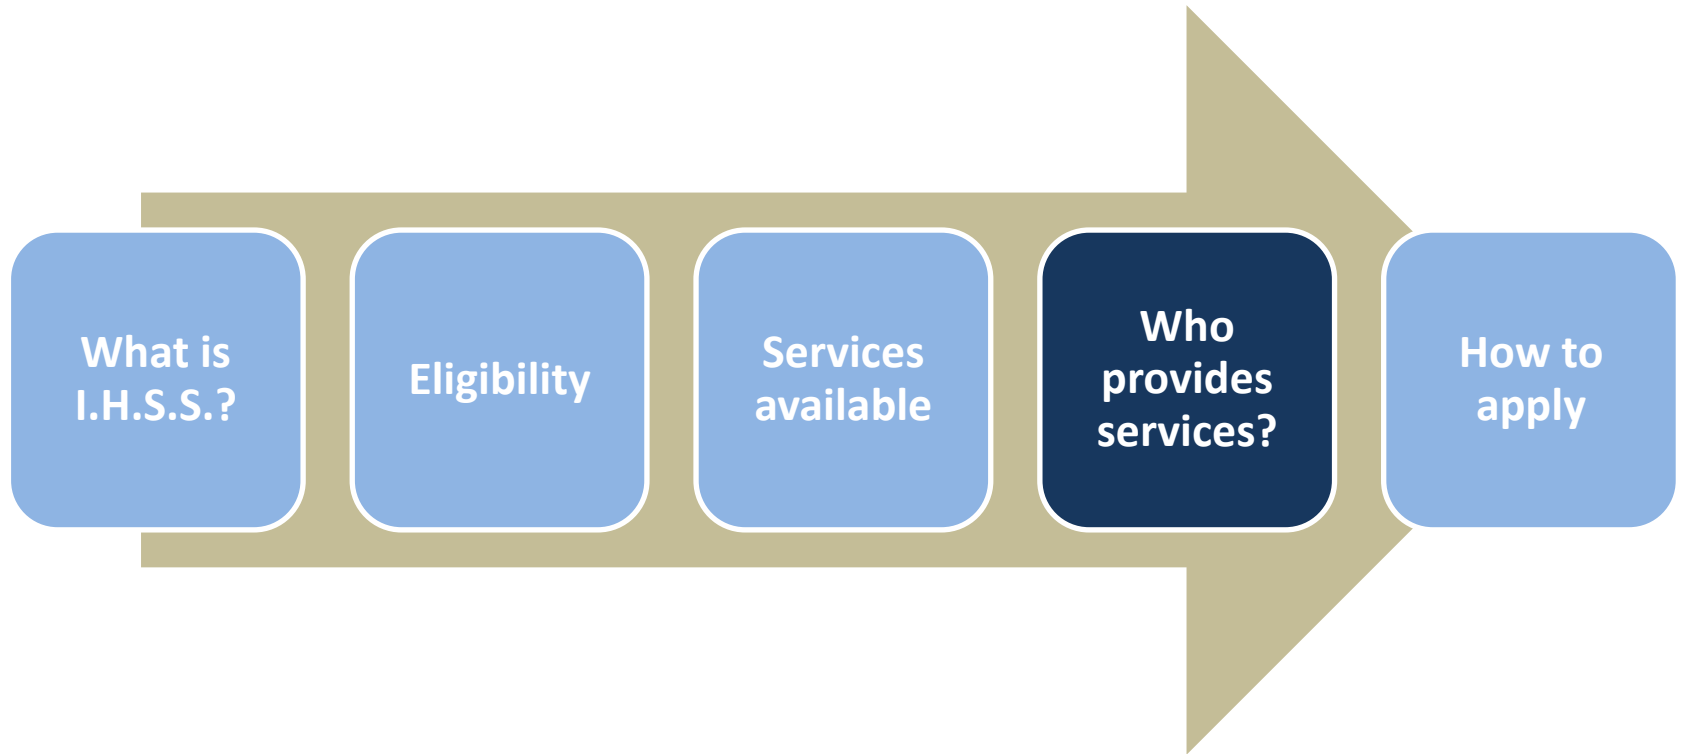 What is
I.H.S.S.?
Eligibility
Services
available
Who
provides
services?
How to
apply